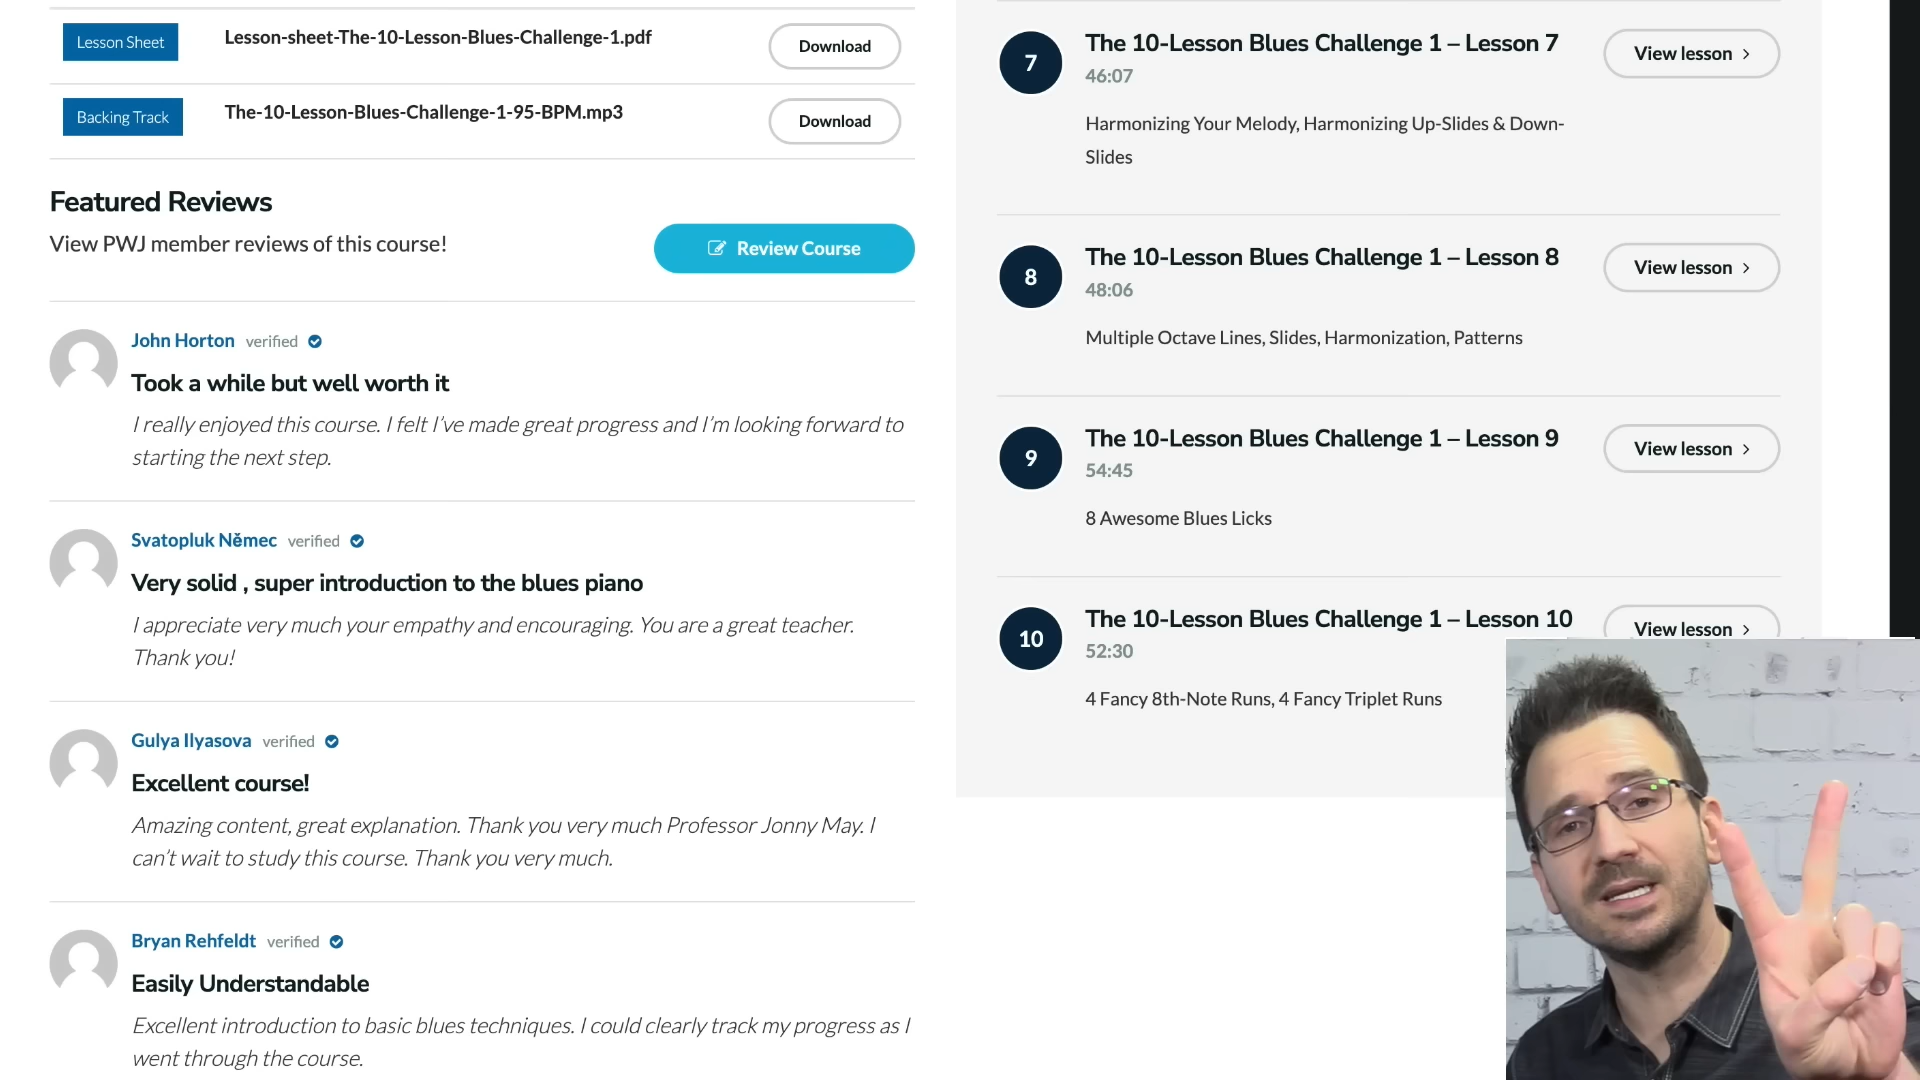 Lesson Sheet
Lesson-sheet-The-10-Lesson-Blues-Challenge-1.pdf
Download
Backing Track
The-10-Lesson-Blues-Challenge-1-95-BPM.mp3
Download
Featured Reviews
View PWJ member reviews of this course!
Review Course
John Horton verified
Took a while but well worth it
I really enjoyed this course. I felt I've made great progress and I'm looking forward to
starting the next step.
Svatopluk Němec verified
Very solid , super introduction to the blues piano
I appreciate very much your empathy and encouraging. You are a great teacher.
Thank you!
Gulya Ilyasova verified
Excellent course!
Amazing content, great explanation. Thank you very much Professor Jonny May. I
can't wait to study this course. Thank you very much.
Bryan Rehfeldt verified
Easily Understandable
Excellent introduction to basic blues techniques. I could clearly track my progress as I
went through the course.
7
The 10-Lesson Blues Challenge 1 – Lesson 7
View lesson
46:07
Harmonizing Your Melody, Harmonizing Up-Slides & Down-
Slides
8
The 10-Lesson Blues Challenge 1 – Lesson 8
View lesson
48:06
Multiple Octave Lines, Slides, Harmonization, Patterns
9
The 10-Lesson Blues Challenge 1 – Lesson 9
View lesson
54:45
8 Awesome Blues Licks
10
The 10-Lesson Blues Challenge 1 – Lesson 10
View lesson
52:30
4 Fancy 8th-Note Runs, 4 Fancy Triplet Runs